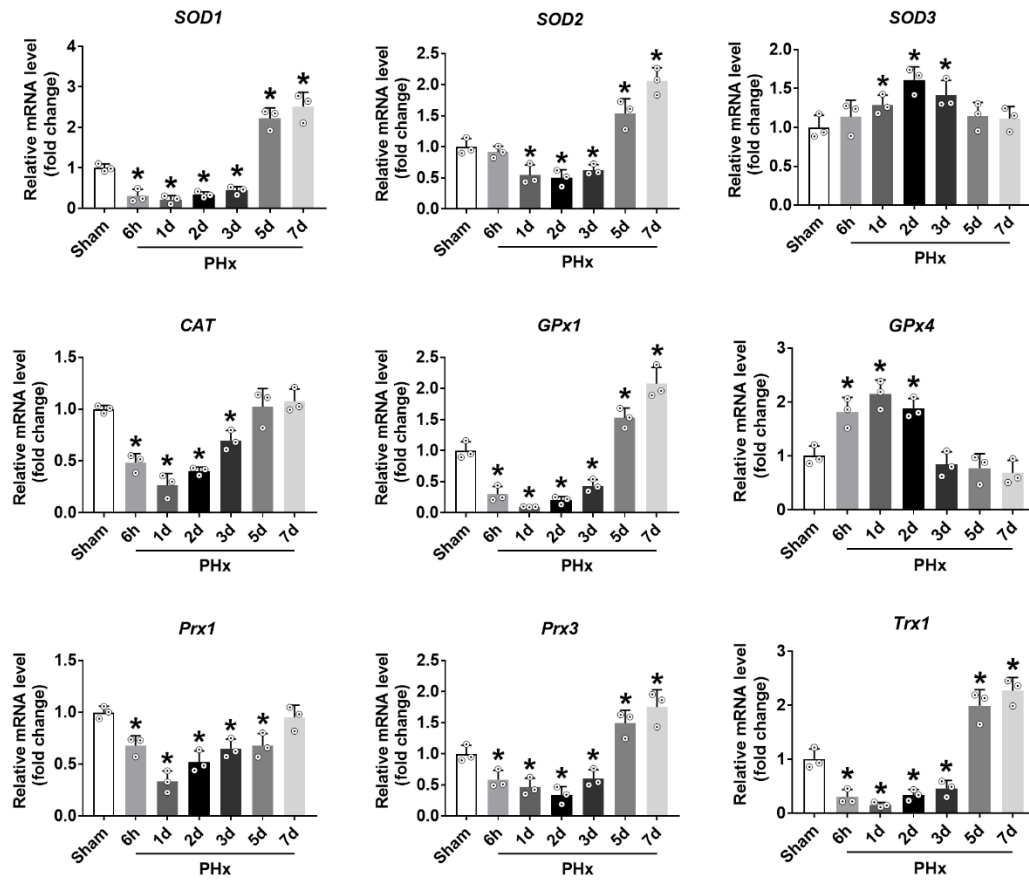 SOD1
Relative mRNA level
(fold change)
4
3
2
1
0
* * * * * *
Sham 6h 1d 2d 3d 5d 7d
PHx
SOD2
Relative mRNA level
(fold change)
2.5
2.0
1.5
1.0
0.5
0.0
* * * * *
Sham 6h 1d 2d 3d 5d 7d
PHx
SOD3
Relative mRNA level
(fold change)
2.0
1.5
1.0
0.5
0.0
* * *
Sham 6h 1d 2d 3d 5d 7d
PHx
CAT
Relative mRNA level
(fold change)
1.5
1.0
0.5
0.0
* * * *
Sham 6h 1d 2d 3d 5d 7d
PHx
GPx1
Relative mRNA level
(fold change)
2.5
2.0
1.5
1.0
0.5
0.0
* * * * * *
Sham 6h 1d 2d 3d 5d 7d
PHx
GPx4
Relative mRNA level
(fold change)
3
2
1
0
* * *
Sham 6h 1d 2d 3d 5d 7d
PHx
Prx1
Relative mRNA level
(fold change)
1.5
1.0
0.5
0.0
* * * * *
Sham 6h 1d 2d 3d 5d 7d
PHx
Prx3
Relative mRNA level
(fold change)
2.5
2.0
1.5
1.0
0.5
0.0
* * * * * *
Sham 6h 1d 2d 3d 5d 7d
PHx
Trx1
Relative mRNA level
(fold change)
3
2
1
0
* * * * * *
Sham 6h 1d 2d 3d 5d 7d
PHx